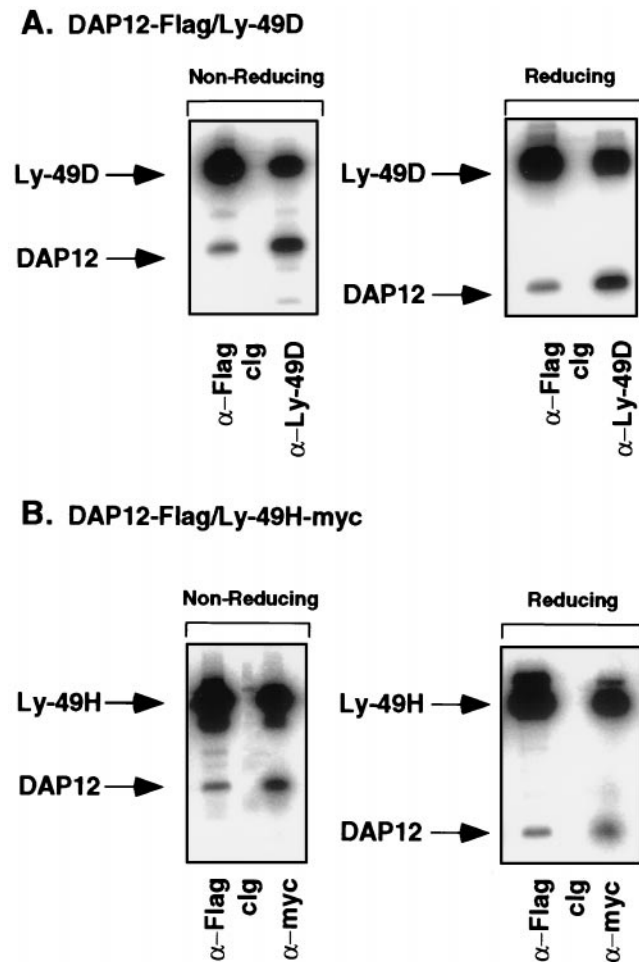 A. DAP12-Flag/Ly-49D
Non-Reducing
Reducing
Ly-49D
DAP12
Ly-49D
DAP12
α–Flag
cIg
α–Ly-49D
α–Flag
cIg
α–Ly-49D
B. DAP12-Flag/Ly-49H-myc
Non-Reducing
Reducing
Ly-49H
DAP12
Ly-49H
DAP12
α–Flag
cIg
α–myc
α–Flag
cIg
α–myc